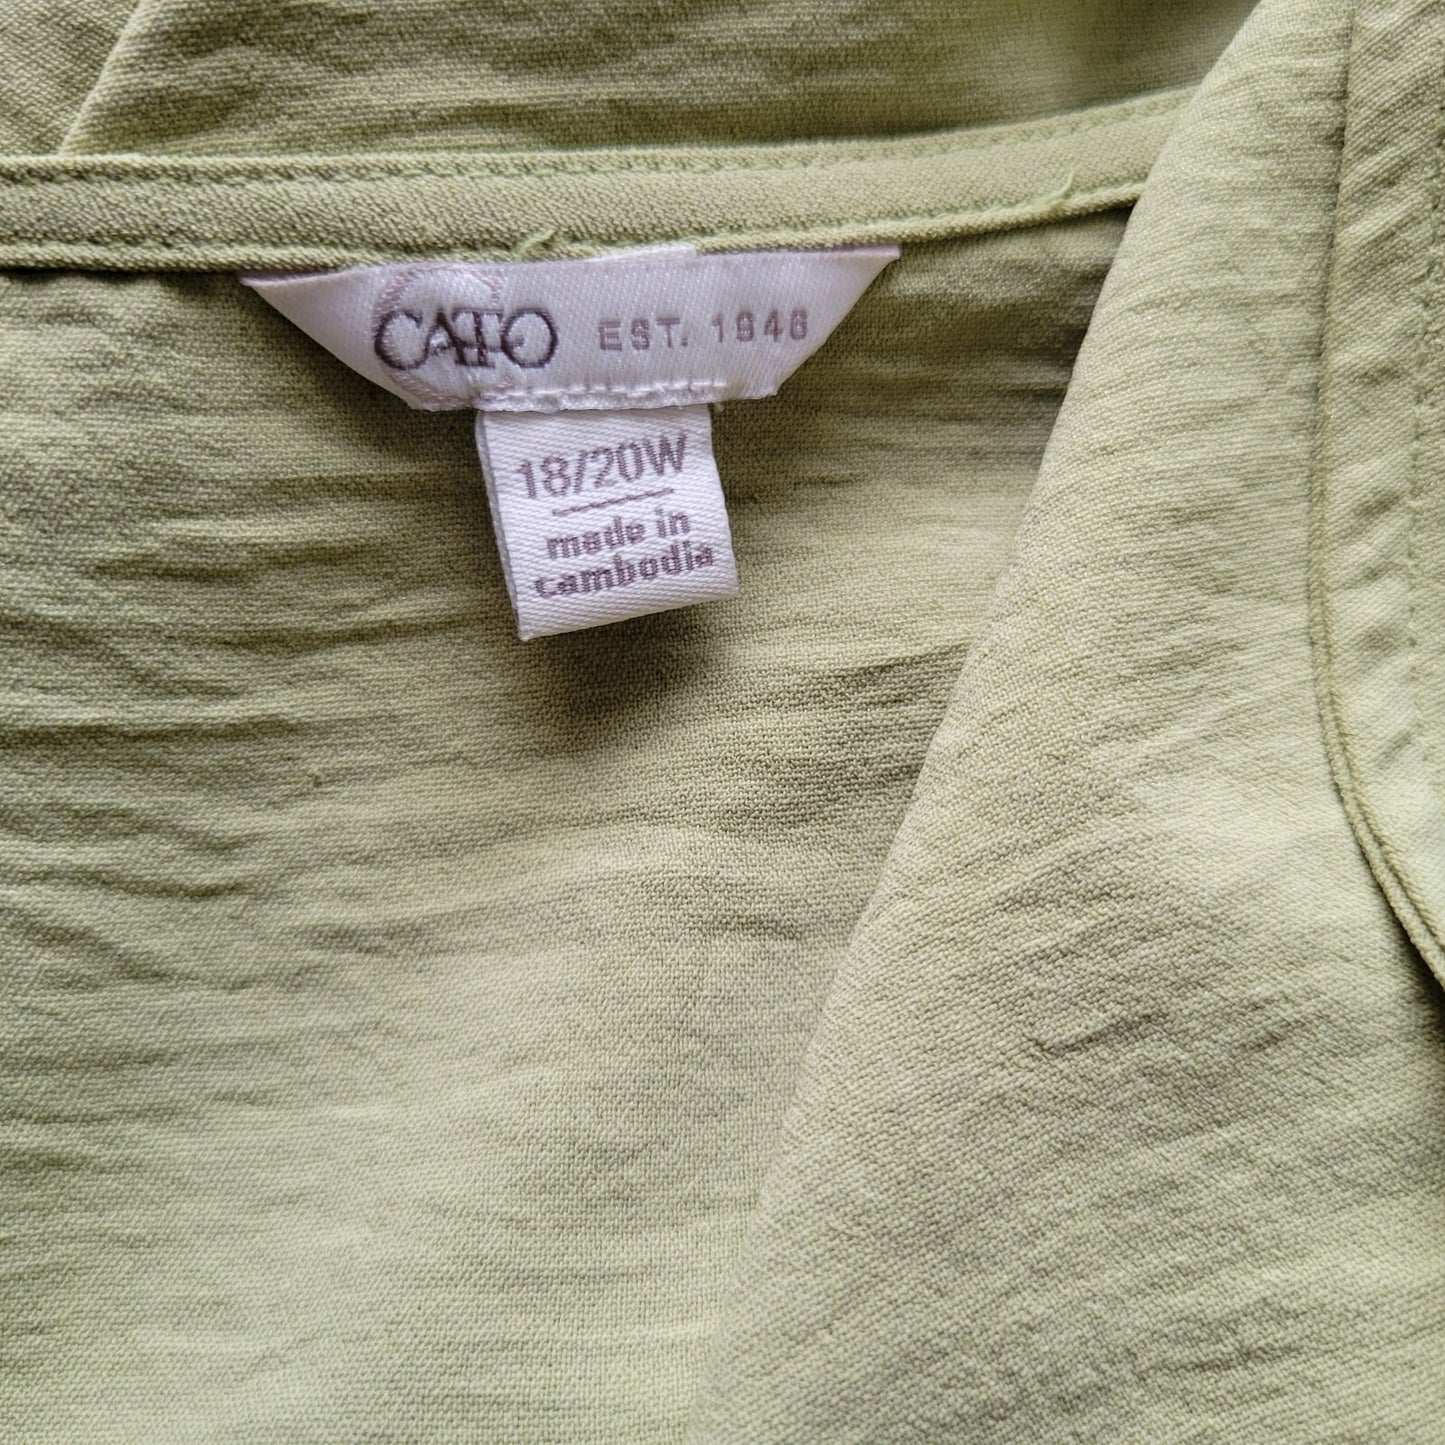 CATO EST. 1946
18/20W
made in
cambodia